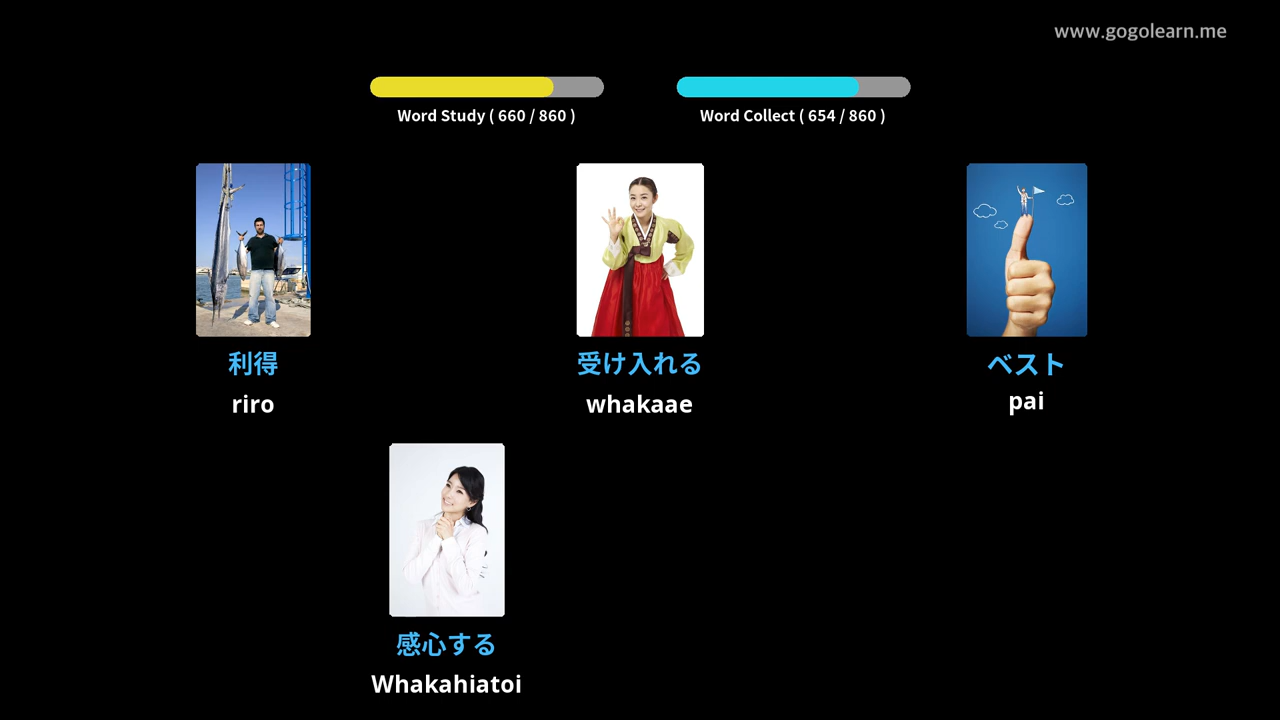 www.gogolearn.me
Word Study ( 660 / 860 )
Word Collect ( 654 / 860 )
利得
riro
受け入れる
whakaae
ベスト
pai
感心する
Whakahiatoi